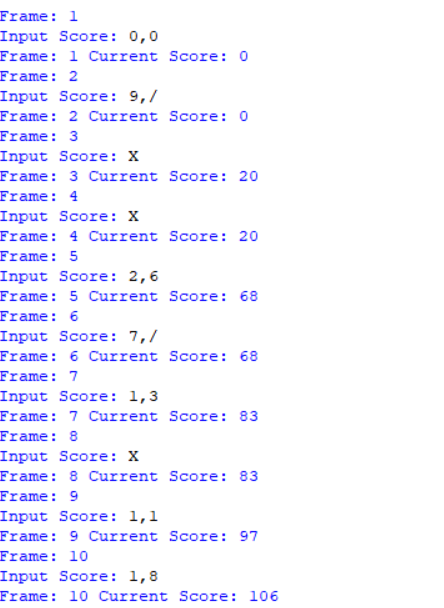 Frame: 1
Input Score: 0,0
Frame: 1 Current Score: 0
Frame: 2
Input Score: 9,/
Frame: 2 Current Score: 0
Frame: 3
Input Score: X
Frame: 3 Current Score: 20
Frame: 4
Input Score: X
Frame: 4 Current Score: 20
Frame: 5
Input Score: 2,6
Frame: 5 Current Score: 68
Frame: 6
Input Score: 7,/
Frame: 6 Current Score: 68
Frame: 7
Input Score: 1,3
Frame: 7 Current Score: 83
Frame: 8
Input Score: X
Frame: 8 Current Score: 83
Frame: 9
Input Score: 1,1
Frame: 9 Current Score: 97
Frame: 10
Input Score: 1,8
Frame: 10 Current Score: 106